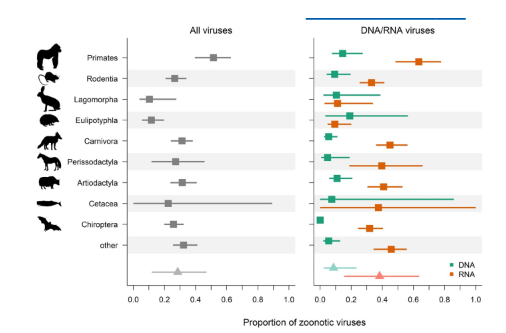 All viruses
DNA/RNA viruses
Primates
Rodentia
Lagomorpha
Eulipotyphla
Carnivora
Perissodactyla
Artiodactyla
Cetacea
Chiroptera
other
DNA
RNA
0.0 0.2 0.4 0.6 0.8 1.0
0.0 0.2 0.4 0.6 0.8 1.0
Proportion of zoonotic viruses